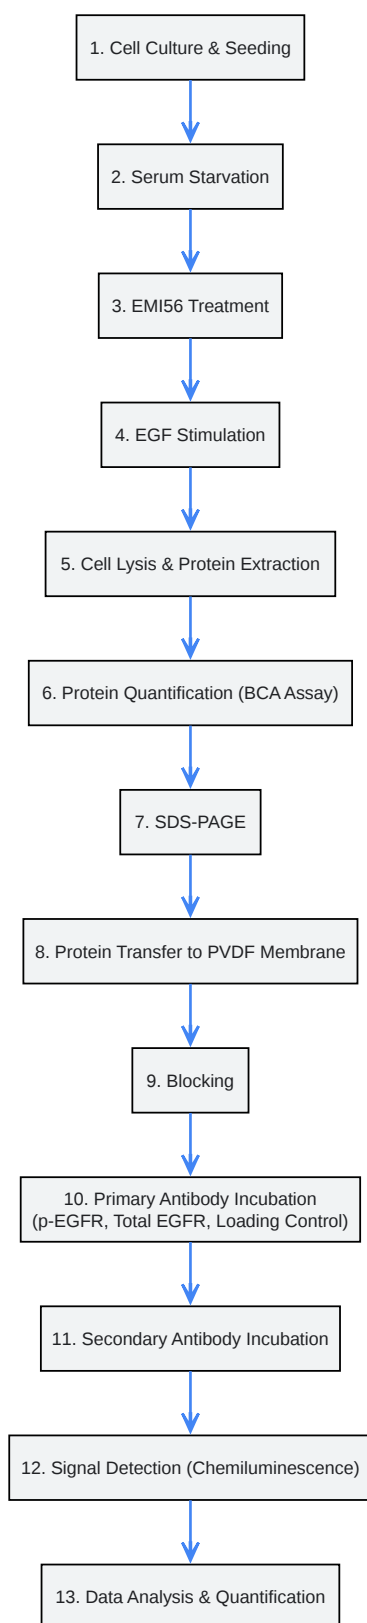 1. Cell Culture & Seeding
2. Serum Starvation
3. EMI56 Treatment
4. EGF Stimulation
5. Cell Lysis & Protein Extraction
6. Protein Quantification (BCA Assay)
7. SDS-PAGE
8. Protein Transfer to PVDF Membrane
9. Blocking
10. Primary Antibody Incubation
(p-EGFR, Total EGFR, Loading Control)
11. Secondary Antibody Incubation
12. Signal Detection (Chemiluminescence)
13. Data Analysis & Quantification